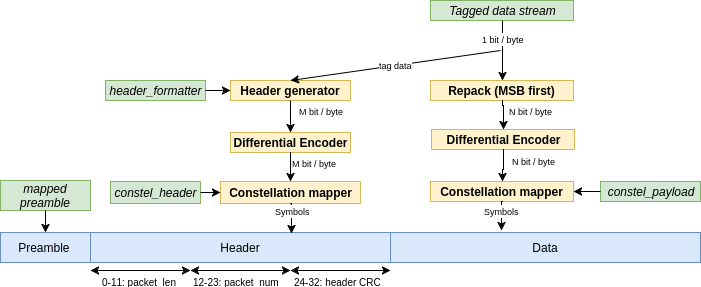 Tagged data stream
1 bit / byte
tag data
header_formatter
Header generator
Repack (MSB first)
M bit / byte
N bit / byte
Differential Encoder
Differential Encoder
M bit / byte
N bit / byte
mapped
preamble
constel_header
Constellation mapper
Constellation mapper
constel_payload
Symbols
Symbols
Preamble
Header
Data
0-11: packet_len
12-23: packet_num
24-32: header CRC